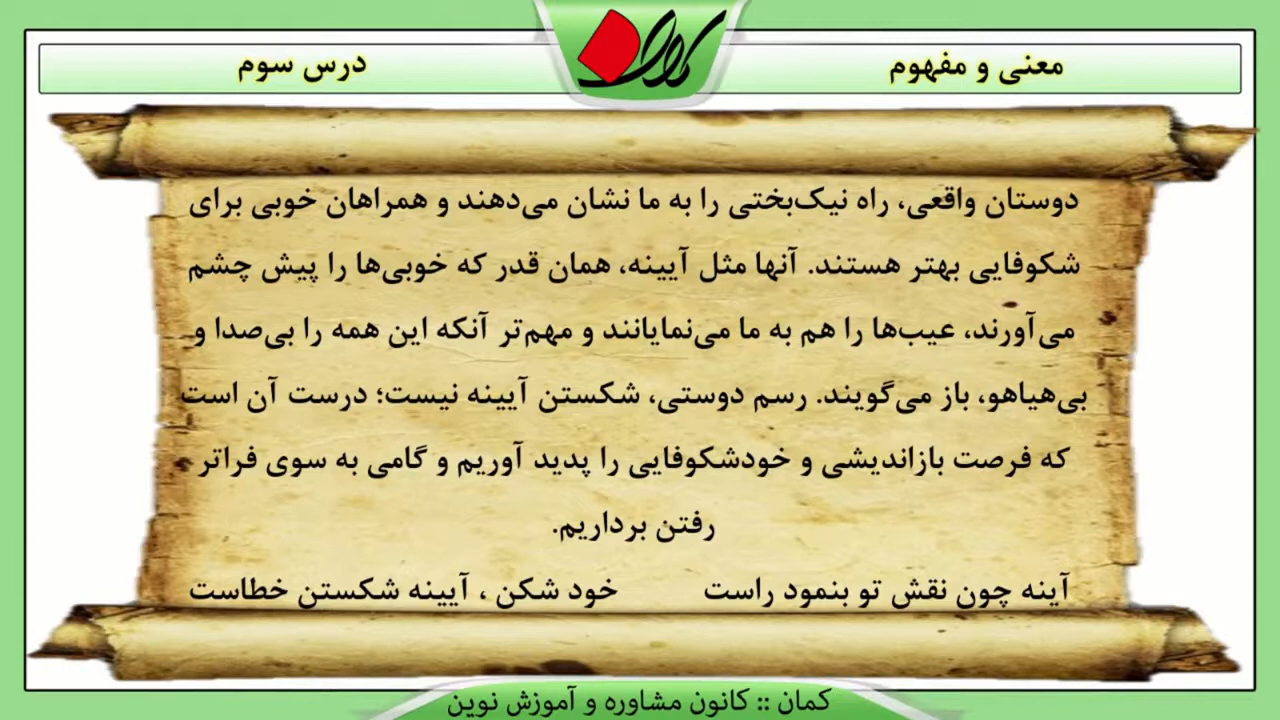 معنی و مفهوم
کمان
درس سوم
دوستان واقعی، راه نیک‌بختی را به ما نشان می‌دهند و همراهان خوبی برای
شکوفایی بهتر هستند. آنها مثل آیینه، همان قدر که خوبی‌ها را پیش چشم
می‌آورند، عیب‌ها را هم به ما می‌نمایانند و مهم‌تر آنکه این همه را بی‌صدا و
بی‌هیاهو، باز می‌گویند. رسم دوستی، شکستن آیینه نیست؛ درست آن است
که فرصت بازاندیشی و خودشکوفایی را پدید آوریم و گامی به سوی فراتر
رفتن برداریم.
آینه چون نقش تو بنمود راست خود شکن ، آیینه شکستن خطاست
کمان :: کانون مشاوره و آموزش نوین